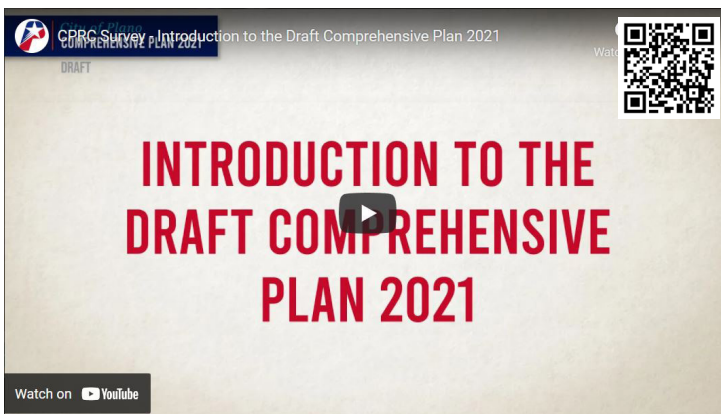 City of Plano
COMPREHENSIVE PLAN 2021
CPRC Survey - Introduction to the Draft Comprehensive Plan 2021
DRAFT
Wat
INTRODUCTION TO THE
DRAFT COMPREHENSIVE
PLAN 2021
Watch on YouTube